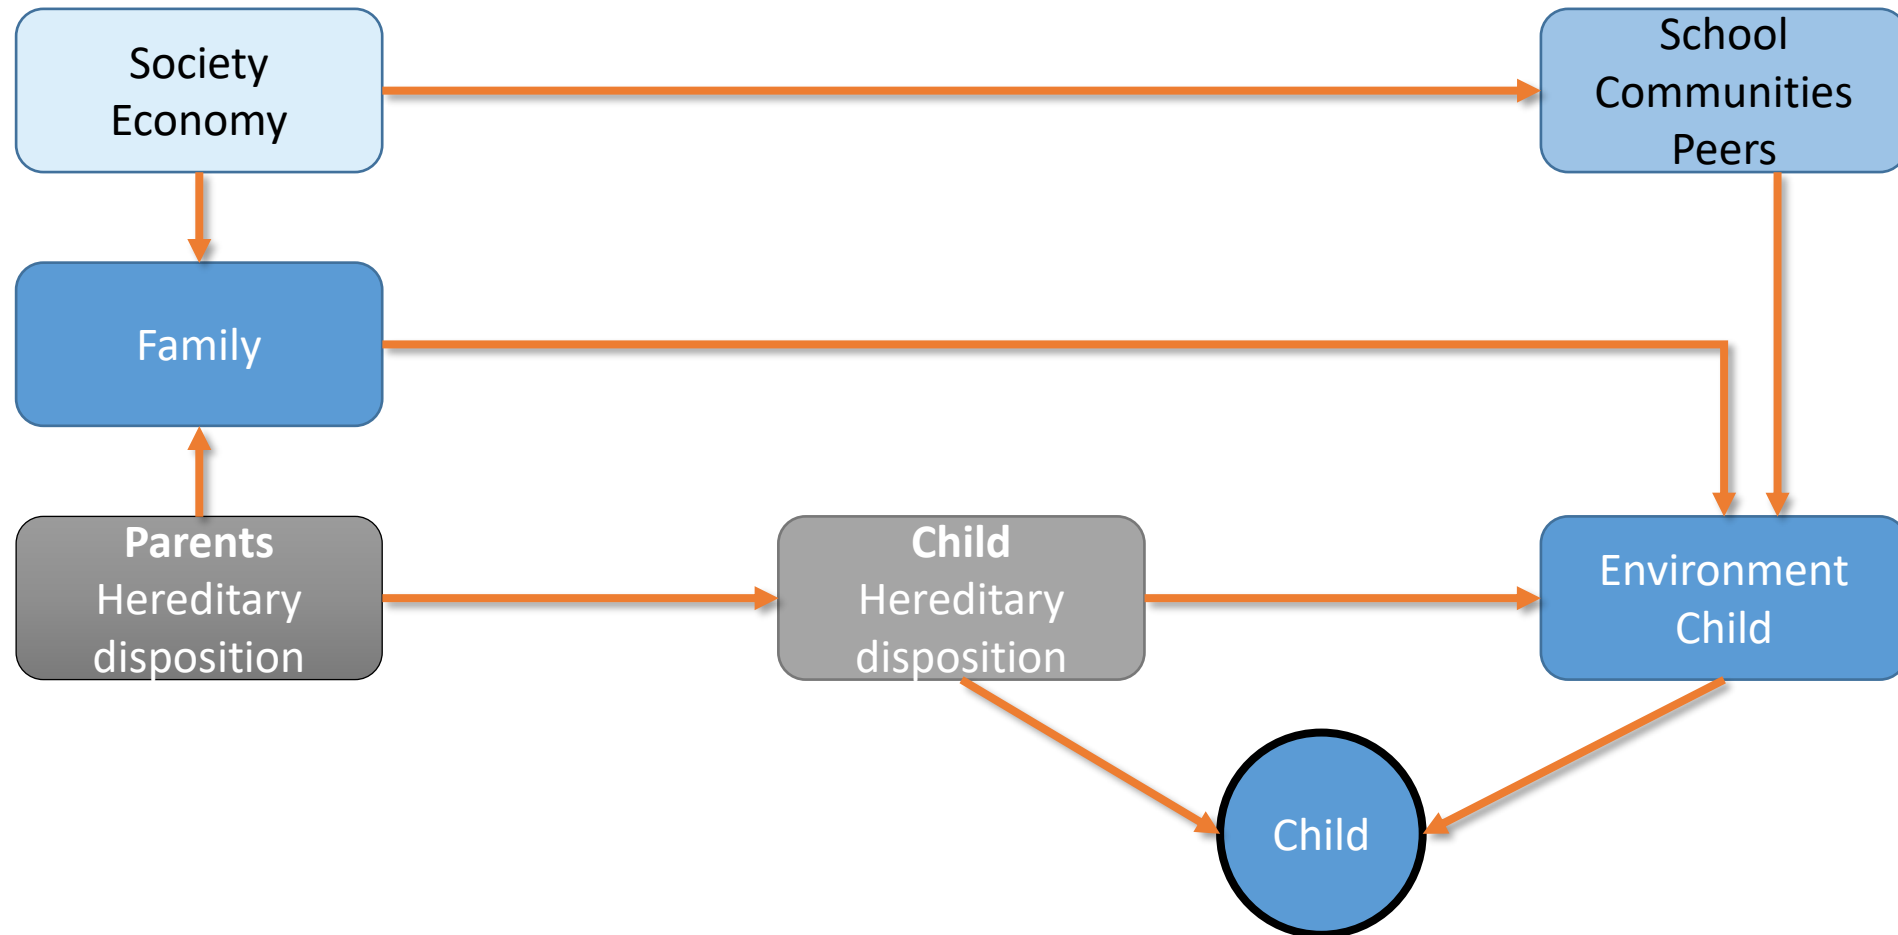 Society
Economy
School
Communities
Peers
Family
Parents
Hereditary
disposition
Child
Hereditary
disposition
Environment
Child
Child